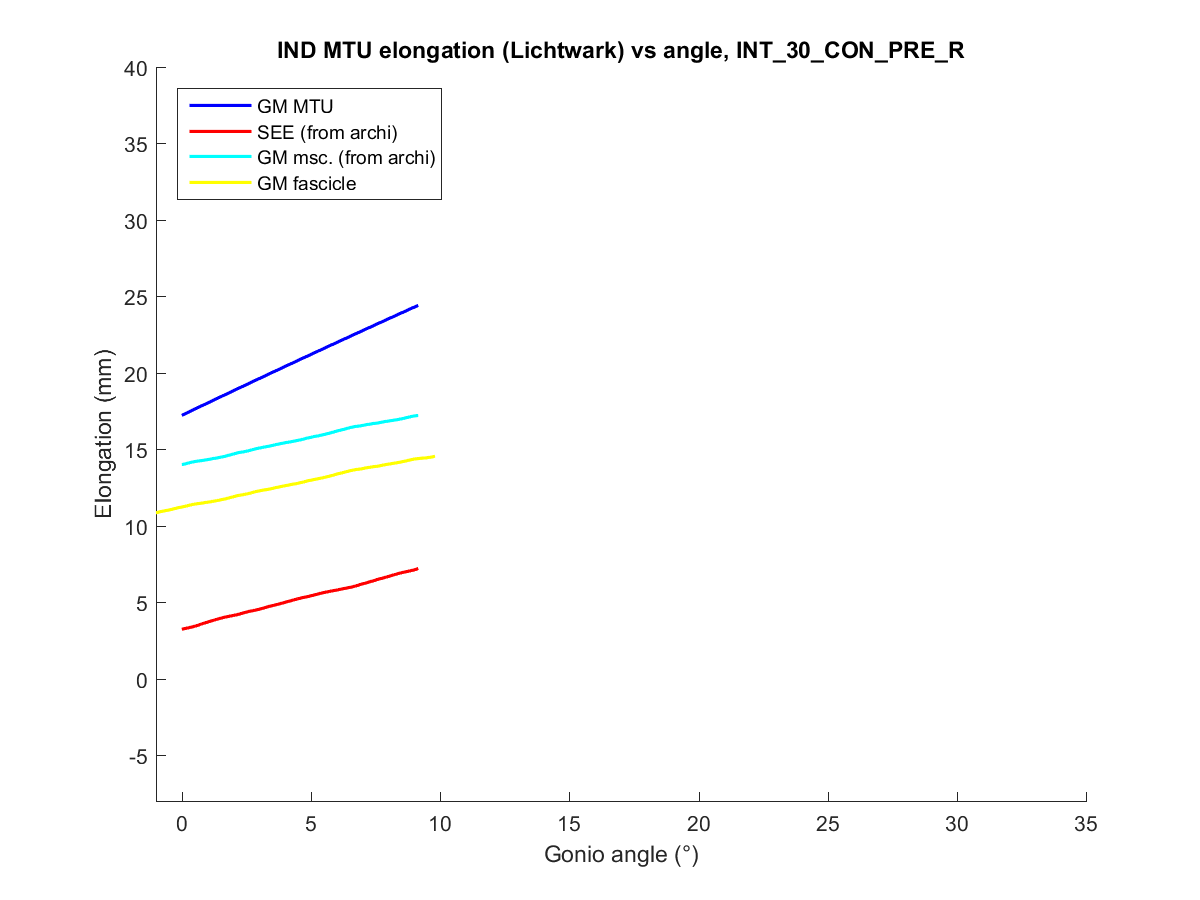 IND MTU elongation (Lichtwark) vs angle, INT_30_CON_PRE_R
40
35
30
25
20
15
10
5
0
-5
Elongation (mm)
GM MTU
SEE (from archi)
GM msc. (from archi)
GM fascicle
0 5 10 15 20 25 30 35
Gonio angle (°)